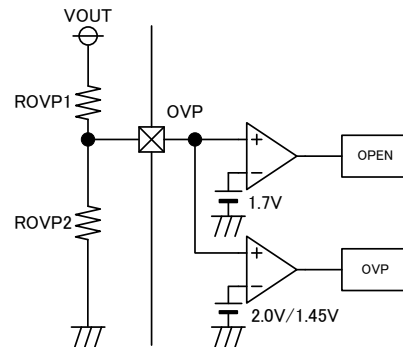 VOUT
ROVP1
OVP
OPEN
1.7V
ROVP2
OVP
2.0V/1.45V